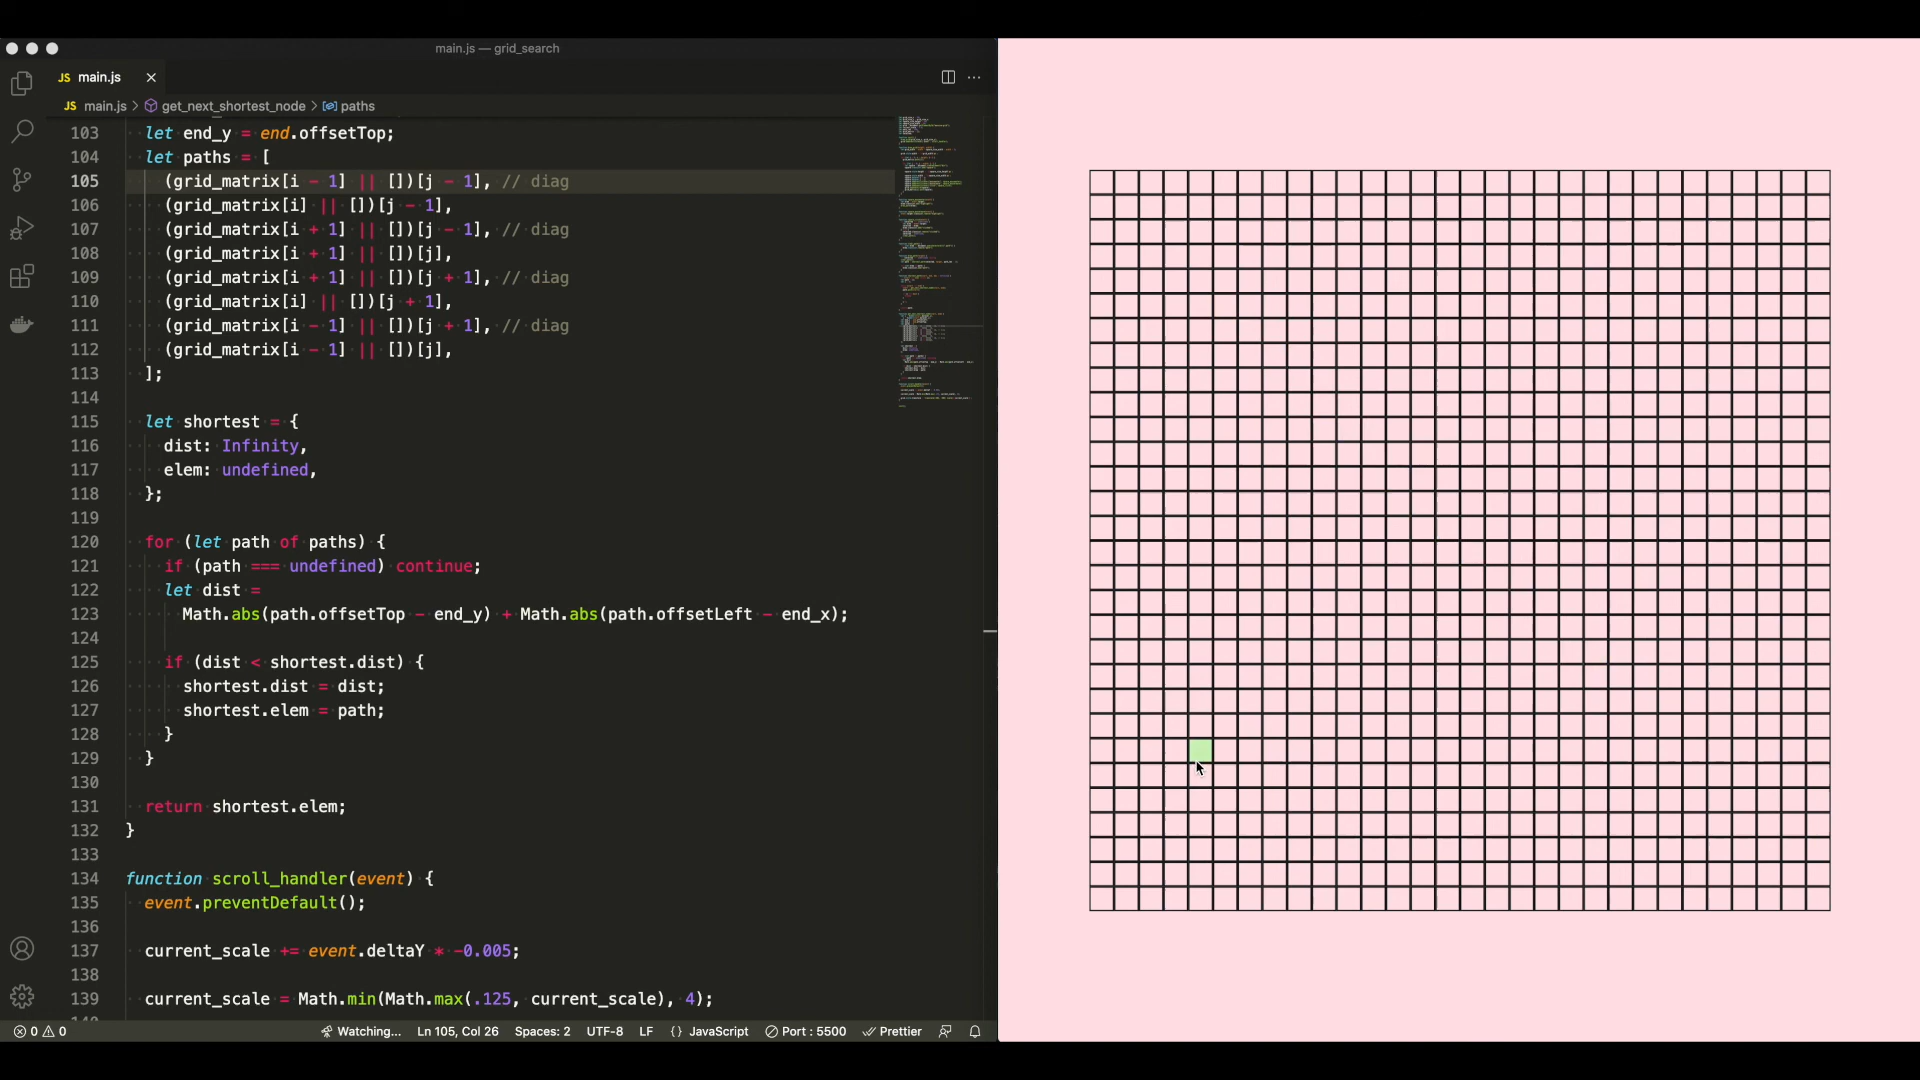 main.js — grid_search
JS main.js
JS main.js > get_next_shortest_node > paths
103 let end_y = end.offsetTop;
104 let paths = [
105 (grid_matrix[i - 1] || [])[j - 1], // diag
106 (grid_matrix[i] || [])[j - 1],
107 (grid_matrix[i + 1] || [])[j - 1], // diag
108 (grid_matrix[i + 1] || [])[j],
109 (grid_matrix[i + 1] || [])[j + 1], // diag
110 (grid_matrix[i] || [])[j + 1],
111 (grid_matrix[i - 1] || [])[j + 1], // diag
112 (grid_matrix[i - 1] || [])[j],
113 ];
114
115 let shortest = {
116 dist: Infinity,
117 elem: undefined,
118 };
119
120 for (let path of paths) {
121 if (path === undefined) continue;
122 let dist =
123 Math.abs(path.offsetTop - end_y) + Math.abs(path.offsetLeft - end_x);
124
125 if (dist < shortest.dist) {
126 shortest.dist = dist;
127 shortest.elem = path;
128 }
129 }
130
131 return shortest.elem;
132 }
133
134 function scroll_handler(event) {
135 event.preventDefault();
136
137 current_scale += event.deltaY * -0.005;
138
139 current_scale = Math.min(Math.max(.125, current_scale), 4);
0 0 Watching... Ln 105, Col 26 Spaces: 2 UTF-8 LF {} JavaScript Port : 5500 Prettier